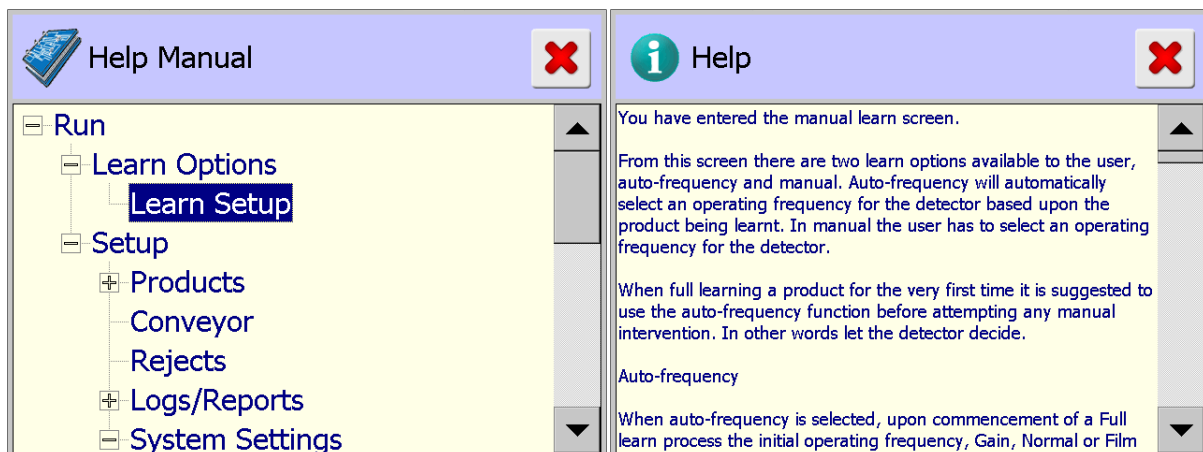 Help Manual
Run
Learn Options
Learn Setup
Setup
Products
Conveyor
Rejects
Logs/Reports
System Settings
Help
You have entered the manual learn screen.
From this screen there are two learn options available to the user,
auto-frequency and manual. Auto-frequency will automatically
select an operating frequency for the detector based upon the
product being learnt. In manual the user has to select an operating
frequency for the detector.
When full learning a product for the very first time it is suggested to
use the auto-frequency function before attempting any manual
intervention. In other words let the detector decide.
Auto-frequency
When auto-frequency is selected, upon commencement of a Full
learn process the initial operating frequency, Gain, Normal or Film